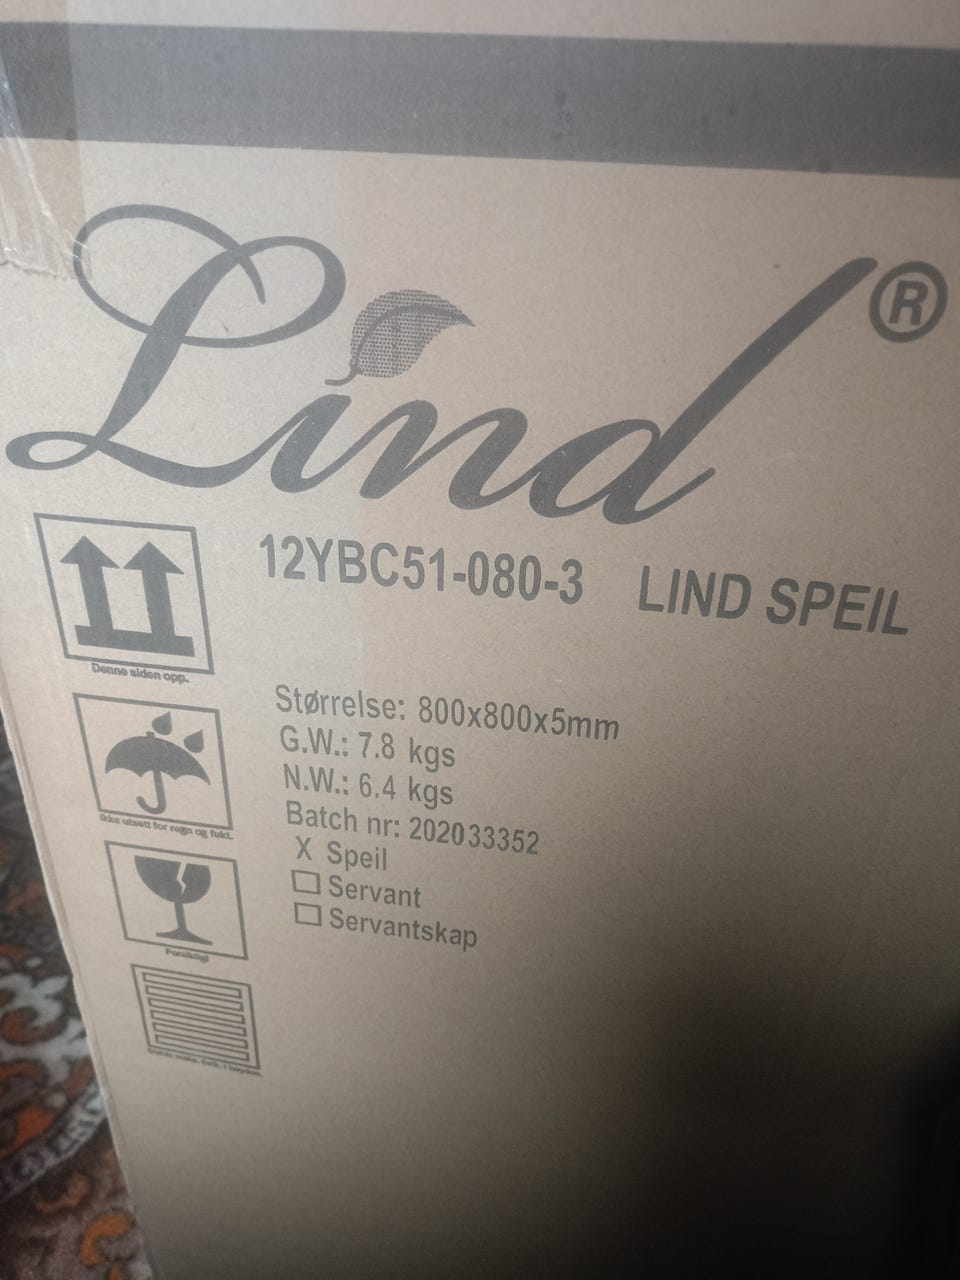 Lind®
12YBC51-080-3 LIND SPEIL
Denne siden opp.
Størrelse: 800x800x5mm
G.W.: 7.8 kgs
N.W.: 6.4 kgs
Batch nr: 202033352
X Speil
Servant
Servantskap
Ikke utsett for regn og fukt.
Forsiktig!